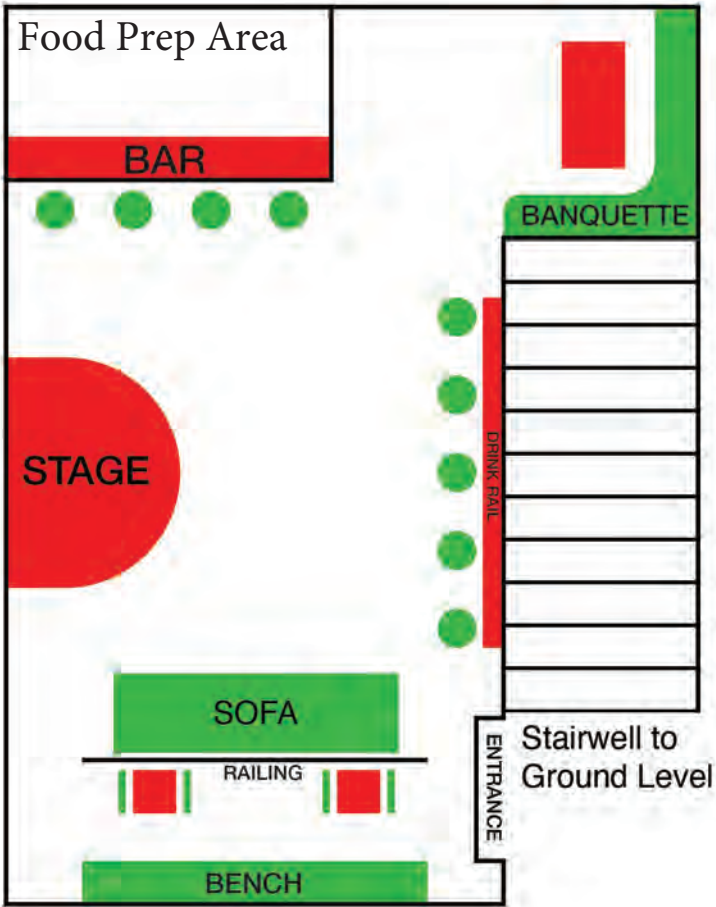 Food Prep Area
BAR
BANQUETTE
STAGE
DRINK RAIL
SOFA
RAILING
ENTRANCE
Stairwell to
Ground Level
BENCH